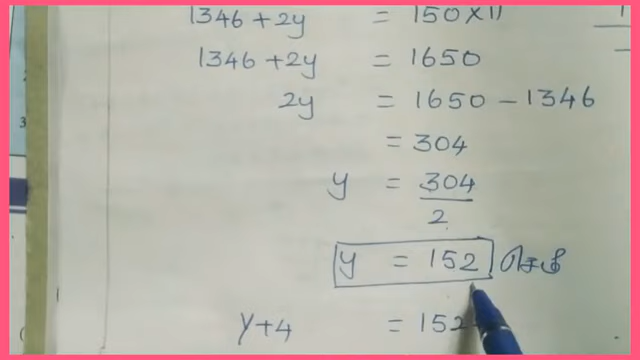 1346 + 2y = 150 x 11
1346 + 2y = 1650
2y = 1650 - 1346
= 304
y = 304/2
y = 152 செமீ
y + 4 = 152